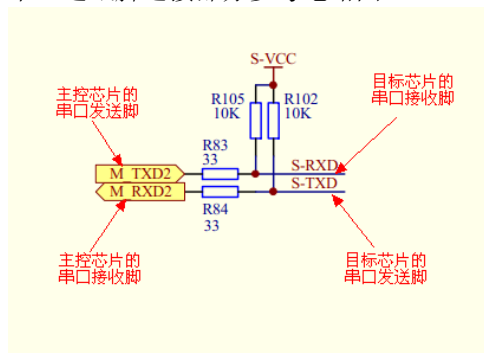 S-VCC
主控芯片的
串口发送脚
目标芯片的
串口接收脚
R105
10K
R102
10K
R83
33
M_TXD2
S-RXD
M_RXD2
S-TXD
R84
33
主控芯片的
串口接收脚
目标芯片的
串口发送脚